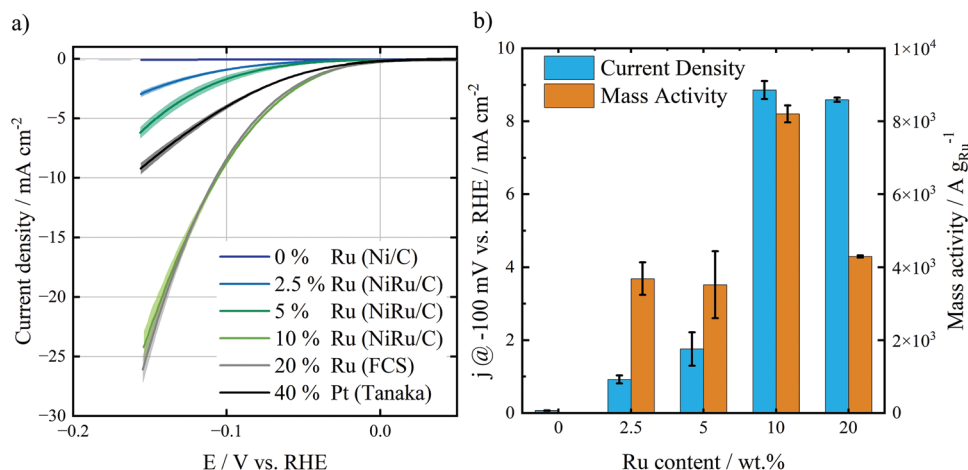 a)
0
−5
−10
−15
−20
−25
−30
−0.2
−0.1
0.0
Current density / mA cm⁻²
E / V vs. RHE
0 % Ru (Ni/C)
2.5 % Ru (NiRu/C)
5 % Ru (NiRu/C)
10 % Ru (NiRu/C)
20 % Ru (FCS)
40 % Pt (Tanaka)
b)
10
8
6
4
2
0
j @ -100 mV vs. RHE / mA cm⁻²
Current Density
Mass Activity
1×10⁴
8×10³
6×10³
4×10³
2×10³
0
Mass activity / A g_Ru⁻¹
0
2.5
5
10
20
Ru content / wt.%